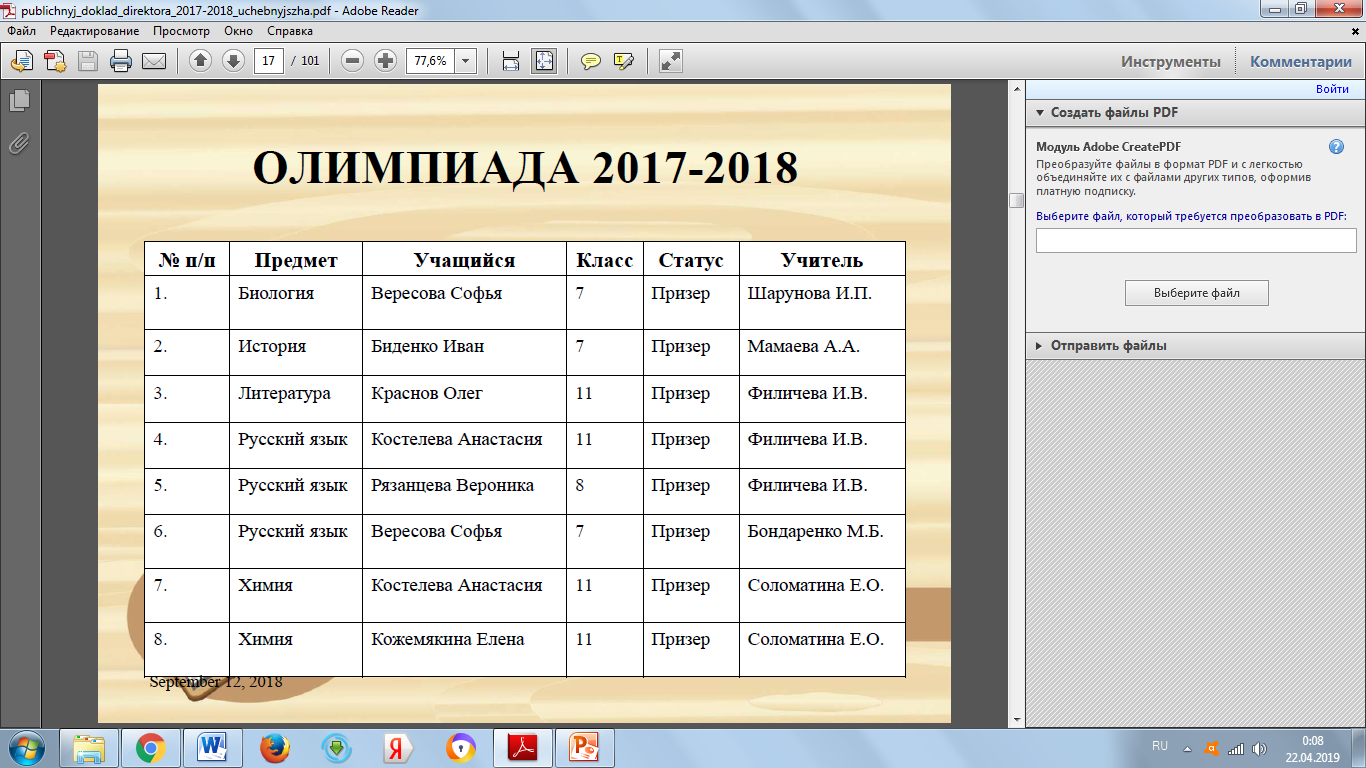 publichnyj_doklad_direktora_2017-2018_uchebnyjszha.pdf - Adobe Reader
Файл Редактирование Просмотр Окно Справка
17 / 101 77,6% Инструменты Комментарии
Войти
Создать файлы PDF
Модуль Adobe CreatePDF
Преобразуйте файлы в формат PDF и с легкостью
объединяйте их с файлами других типов, оформив
платную подписку.
Выберите файл, который требуется преобразовать в PDF:
Выберите файл
Отправить файлы
ОЛИМПИАДА 2017-2018
№ п/п Предмет Учащийся Класс Статус Учитель
1. Биология Вересова Софья 7 Призер Шарунова И.П.
2. История Биденко Иван 7 Призер Мамаева А.А.
3. Литература Краснов Олег 11 Призер Филичева И.В.
4. Русский язык Костелева Анастасия 11 Призер Филичева И.В.
5. Русский язык Рязанцева Вероника 8 Призер Филичева И.В.
6. Русский язык Вересова Софья 7 Призер Бондаренко М.Б.
7. Химия Костелева Анастасия 11 Призер Соломатина Е.О.
8. Химия Кожемякина Елена 11 Призер Соломатина Е.О.
September 12, 2018
RU 0:08
22.04.2019